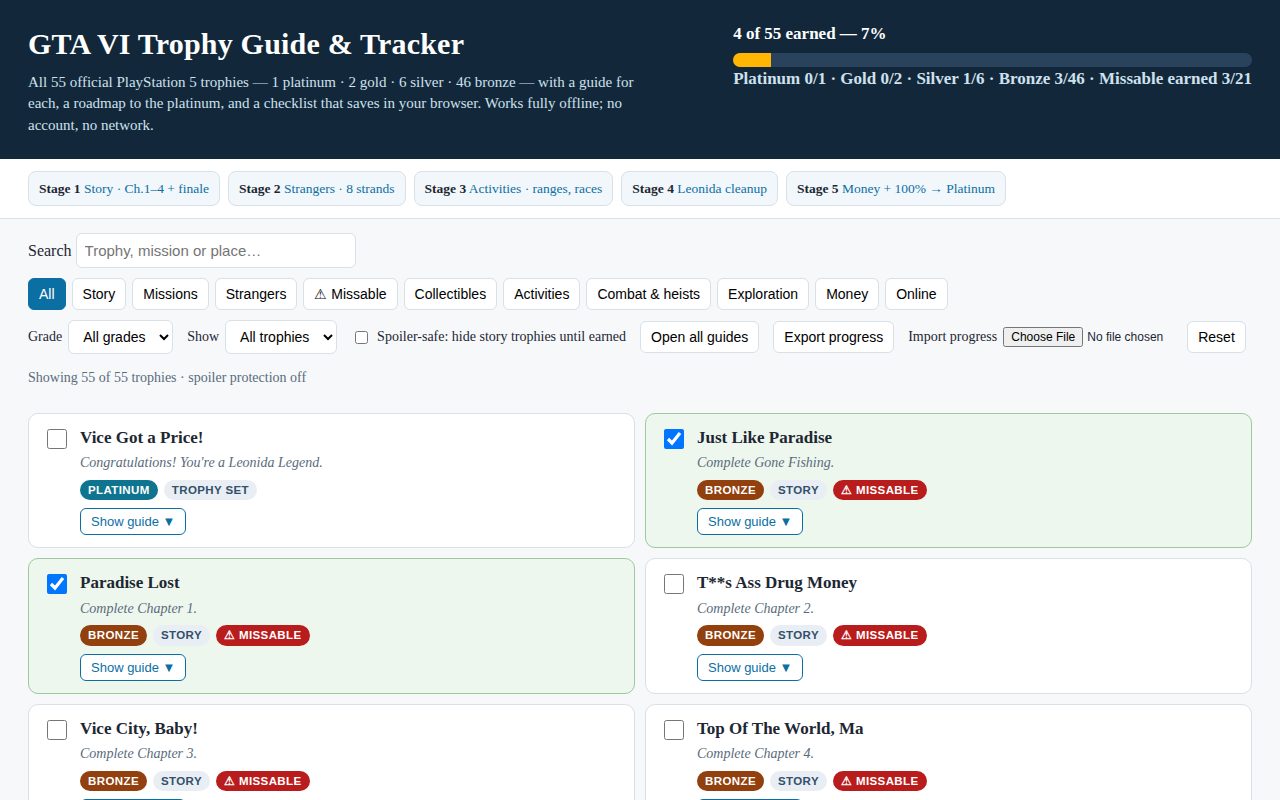 GTA VI Trophy Guide & Tracker
All 55 official PlayStation 5 trophies — 1 platinum · 2 gold · 6 silver · 46 bronze — with a guide for
each, a roadmap to the platinum, and a checklist that saves in your browser. Works fully offline; no
account, no network.
4 of 55 earned — 7%
Platinum 0/1 · Gold 0/2 · Silver 1/6 · Bronze 3/46 · Missable earned 3/21
Stage 1 Story · Ch.1–4 + finale
Stage 2 Strangers · 8 strands
Stage 3 Activities · ranges, races
Stage 4 Leonida cleanup
Stage 5 Money + 100% → Platinum
Search Trophy, mission or place…
All Story Missions Strangers ⚠ Missable Collectibles Activities Combat & heists Exploration Money Online
Grade All grades Show All trophies Spoiler-safe: hide story trophies until earned Open all guides Export progress Import progress Choose File No file chosen Reset
Showing 55 of 55 trophies · spoiler protection off
Vice Got a Price!
Congratulations! You're a Leonida Legend.
PLATINUM TROPHY SET
Show guide ▼
Just Like Paradise
Complete Gone Fishing.
BRONZE STORY ⚠ MISSABLE
Show guide ▼
Paradise Lost
Complete Chapter 1.
BRONZE STORY ⚠ MISSABLE
Show guide ▼
T**s Ass Drug Money
Complete Chapter 2.
BRONZE STORY ⚠ MISSABLE
Show guide ▼
Vice City, Baby!
Complete Chapter 3.
BRONZE STORY ⚠ MISSABLE
Top Of The World, Ma
Complete Chapter 4.
BRONZE STORY ⚠ MISSABLE